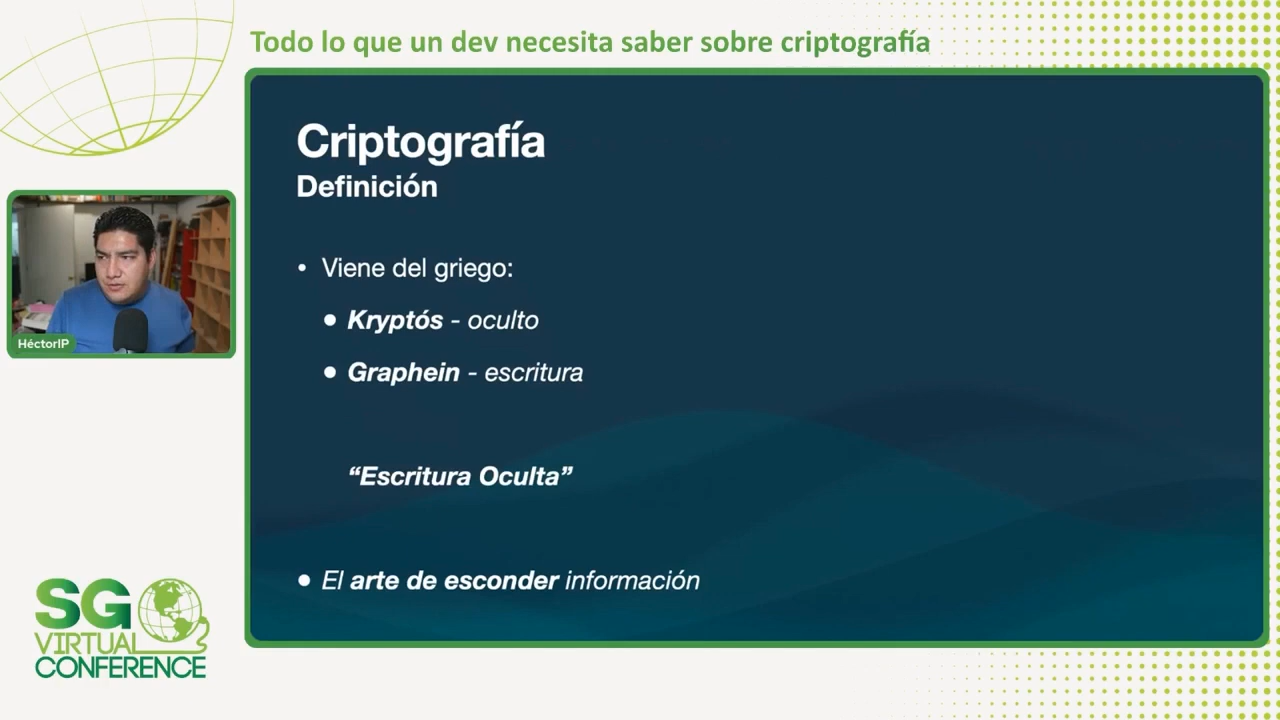 Todo lo que un dev necesita saber sobre criptografía
Criptografía
Definición
• Viene del griego:
• Kryptós - oculto
• Graphein - escritura
“Escritura Oculta”
• El arte de esconder información
HéctorIP
SG
VIRTUAL
CONFERENCE